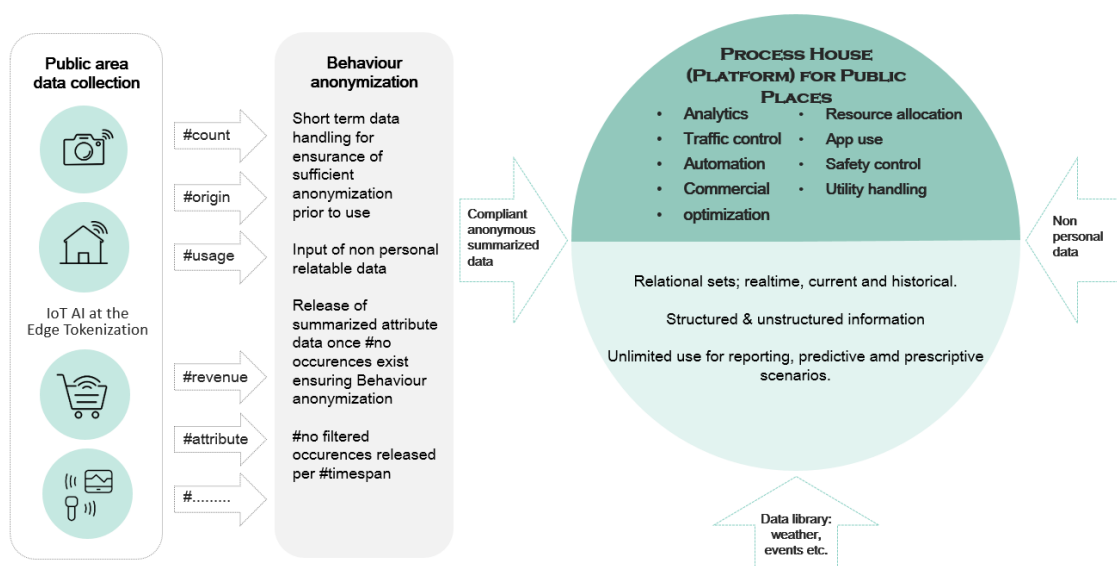 Public area
data collection
IoT AI at the
Edge Tokenization
#count
#origin
#usage
#revenue
#attribute
#.........
Behaviour
anonymization
Short term data
handling for
ensurance of
sufficient
anonymization
prior to use
Input of non personal
relatable data
Release of
summarized attribute
data once #no
occurences exist
ensuring Behaviour
anonymization
#no filtered
occurences released
per #timespan
Compliant
anonymous
summarized
data
Process House
(Platform) for Public
Places
• Analytics
• Traffic control
• Automation
• Commercial
• optimization
• Resource allocation
• App use
• Safety control
• Utility handling
Relational sets; realtime, current and historical.
Structured & unstructured information
Unlimited use for reporting, predictive amd prescriptive
scenarios.
Non
personal
data
Data library:
weather,
events etc.